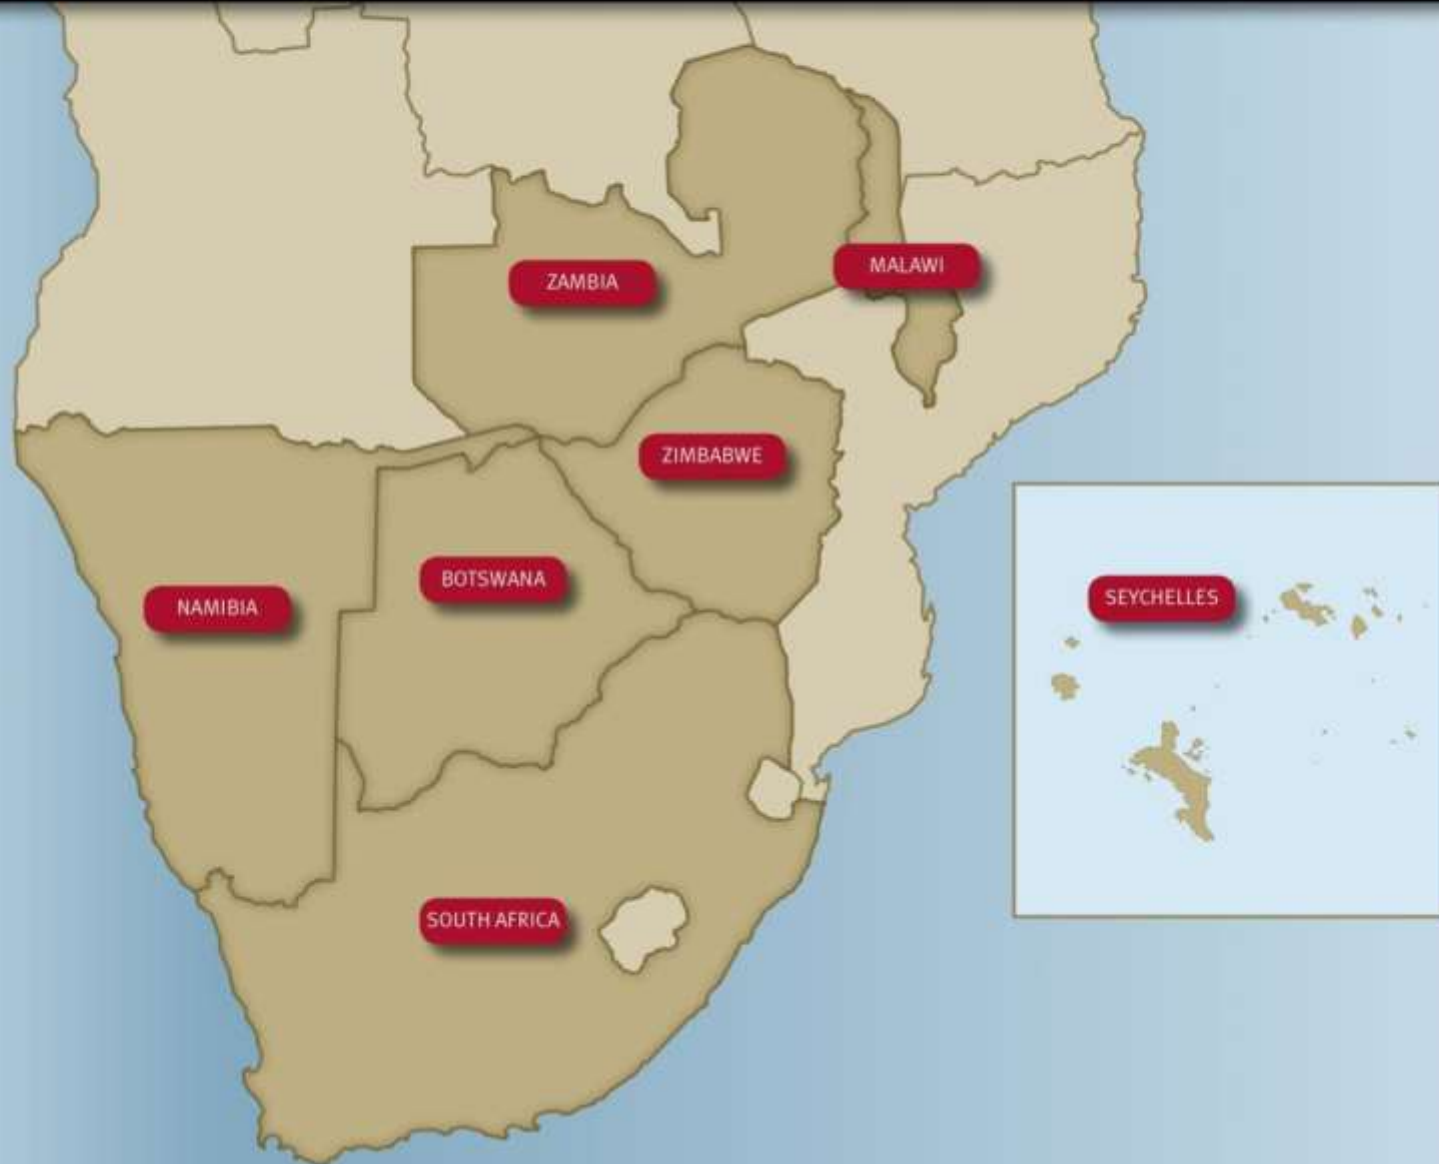 MALAWI
ZAMBIA
ZIMBABWE
BOTSWANA
NAMIBIA
SEYCHELLES
SOUTH AFRICA